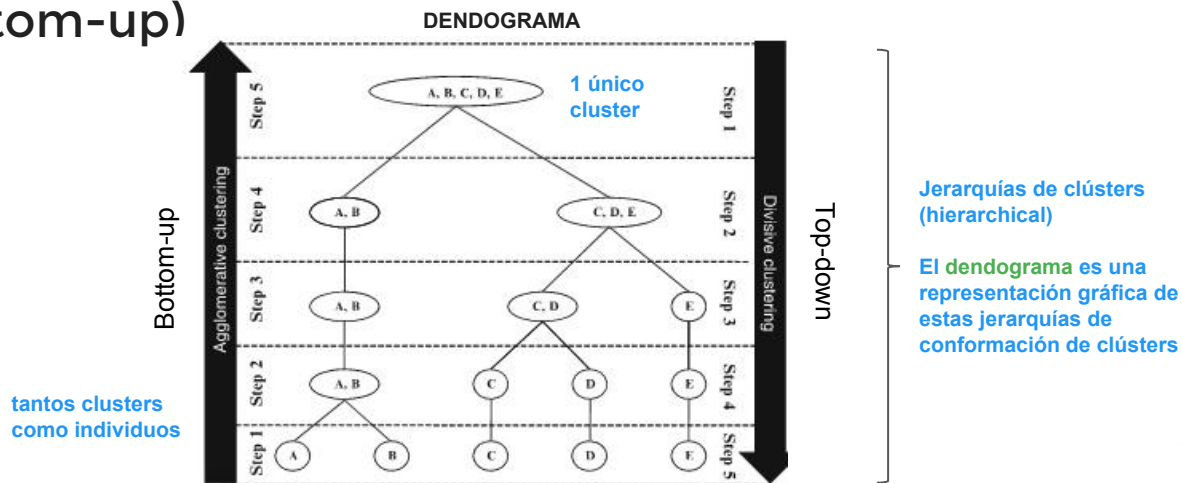 tom-up)
DENDOGRAMA
Step 5
A, B, C, D, E
1 único
cluster
Step 1
Step 4
A, B
C, D, E
Step 2
Step 3
A, B
C, D
E
Step 3
Step 2
A, B
C
D
E
Step 4
Step 1
A
B
C
D
E
Step 5
Bottom-up
Agglomerative clustering
Divisive clustering
Top-down
tantos clusters
como individuos
Jerarquías de clústers
(hierarchical)
El dendograma es una
representación gráfica de
estas jerarquías de
conformación de clústers